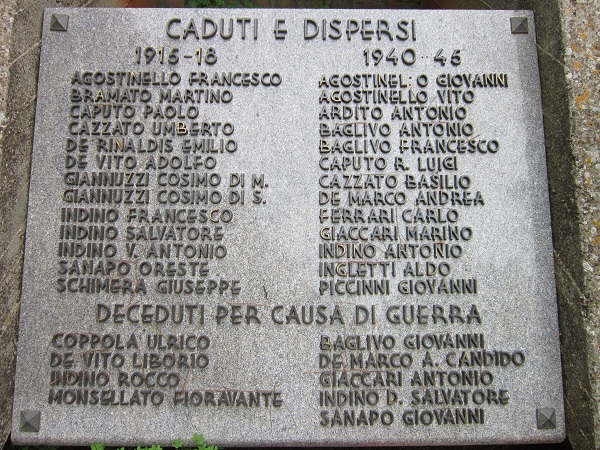 CADUTI E DISPERSI
1915-18
AGOSTINELLO FRANCESCO
BRAMATO MARTINO
CAPUTO PAOLO
CAZZATO UMBERTO
DE RINALDIS EMILIO
DE VITO ADOLFO
GIANNUZZI COSIMO DI M.
GIANNUZZI COSIMO DI S.
INDINO FRANCESCO
INDINO SALVATORE
INDINO V. ANTONIO
SANAPO ORESTE
SCHIMERA GIUSEPPE
1940-45
AGOSTINEL: O GIOVANNI
AGOSTINELLO VITO
ARDITO ANTONIO
BAGLIVO ANTONIO
BAGLIVO FRANCESCO
CAPUTO R. LUIGI
CAZZATO BASILIO
DE MARCO ANDREA
FERRARI CARLO
GIACCARI MARINO
INDINO ANTONIO
INGLETTI ALDO
PICCINNI GIOVANNI
DECEDUTI PER CAUSA DI GUERRA
COPPOLA ULRICO
DE VITO LIBORIO
INDINO ROCCO
MONSELLATO FIORAVANTE
BAGLIVO GIOVANNI
DE MARCO A. CANDIDO
GIACCARI ANTONIO
INDINO D. SALVATORE
SANAPO GIOVANNI